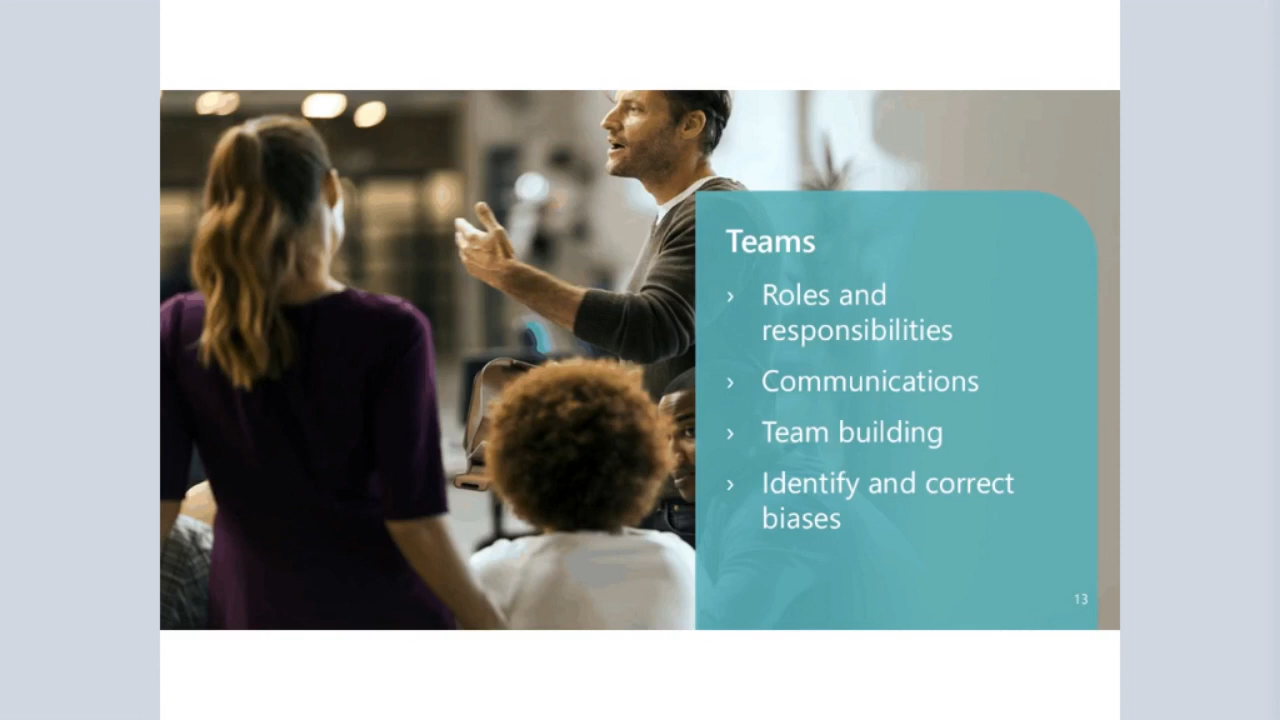 Teams
› Roles and
responsibilities
› Communications
› Team building
› Identify and correct
biases
13